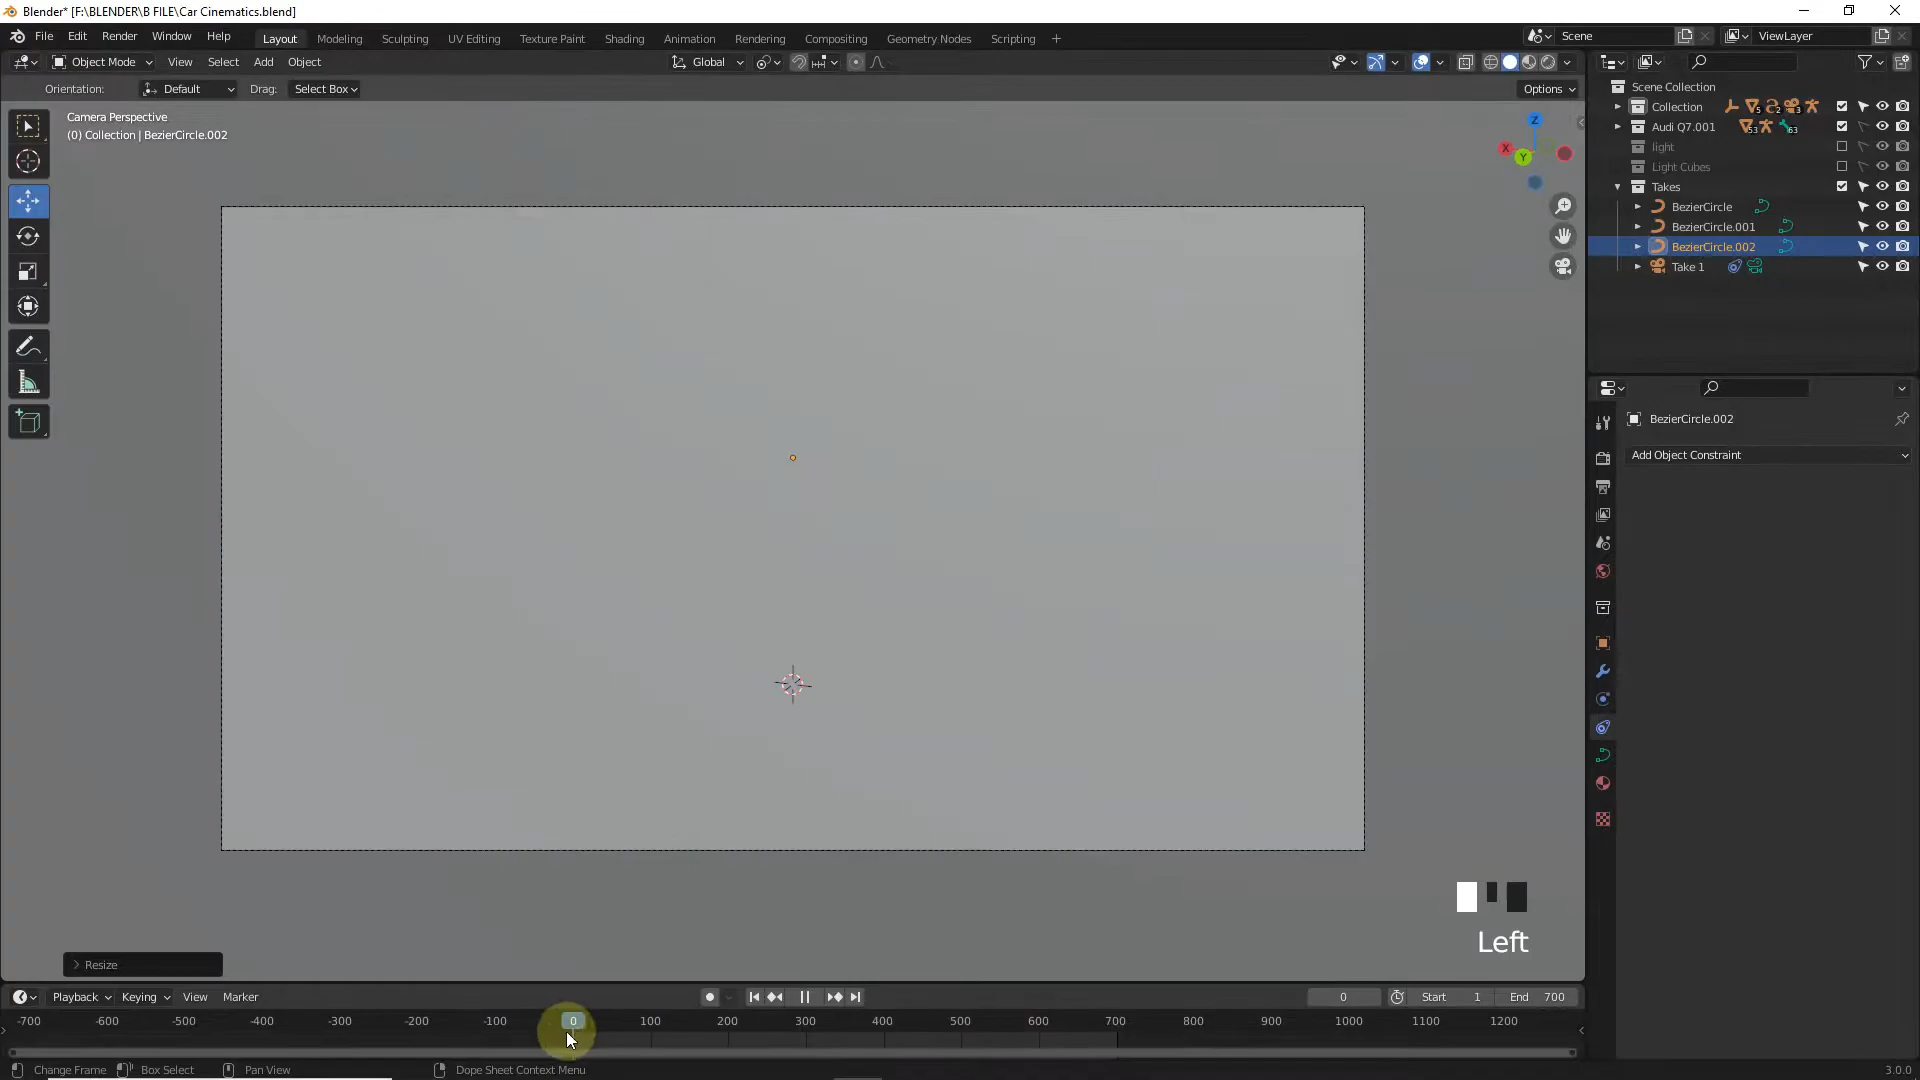 Blender* [F:\BLENDER\B FILE\Car Cinematics.blend]
File Edit Render Window Help
Layout Modeling Sculpting UV Editing Texture Paint Shading Animation Rendering Compositing Geometry Nodes Scripting
Scene
ViewLayer
Object Mode View Select Add Object
Global
Orientation: Default Drag: Select Box
Options
Camera Perspective
(0) Collection | BezierCircle.002
Z
X
Y
Scene Collection
Collection
5
2
3
Audi Q7.001
53
63
light
Light Cubes
Takes
BezierCircle
BezierCircle.001
BezierCircle.002
Take 1
BezierCircle.002
Add Object Constraint
Left
Resize
Playback Keying View Marker
0
Start 1
End 700
-700 -600 -500 -400 -300 -200 -100 0 100 200 300 400 500 600 700 800 900 1000 1100 1200
Change Frame Box Select Pan View Dope Sheet Context Menu
3.0.0